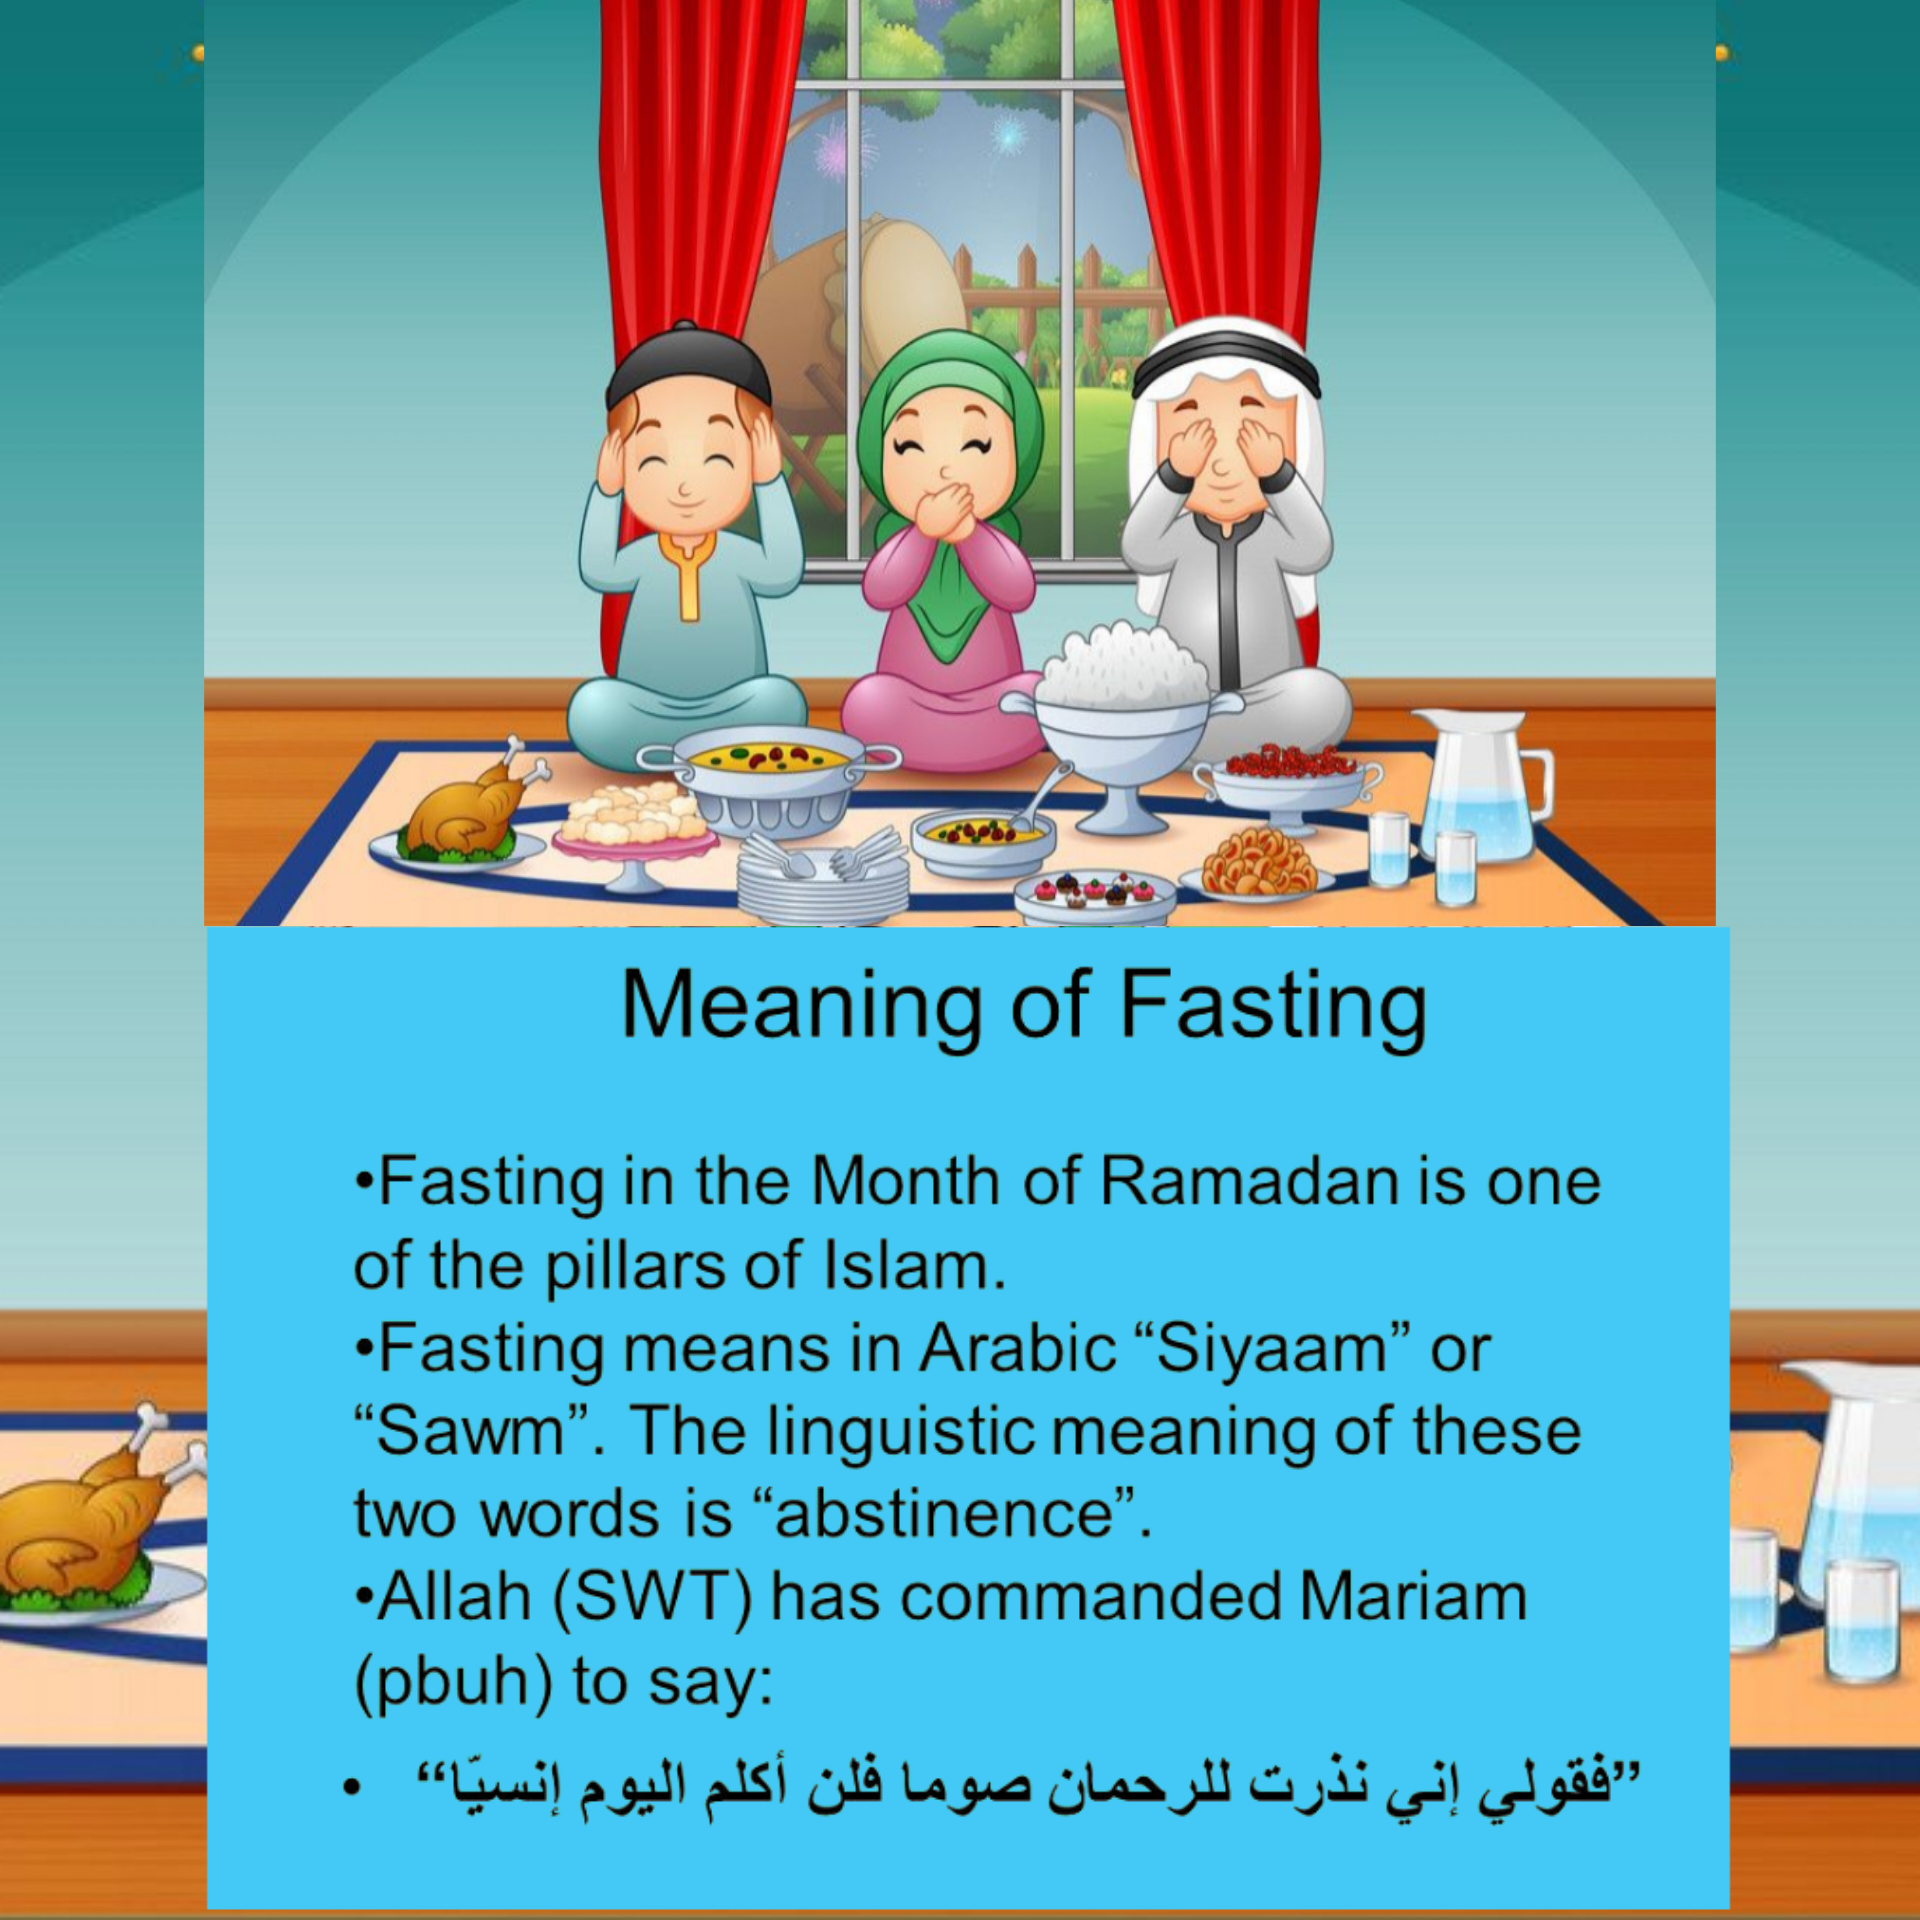 Meaning of Fasting
•Fasting in the Month of Ramadan is one
of the pillars of Islam.
•Fasting means in Arabic “Siyaam” or
“Sawm”. The linguistic meaning of these
two words is “abstinence”.
•Allah (SWT) has commanded Mariam
(pbuh) to say:
• ”فقولي إني نذرت للرحمان صوما فلن أكلم اليوم إنسيّا“